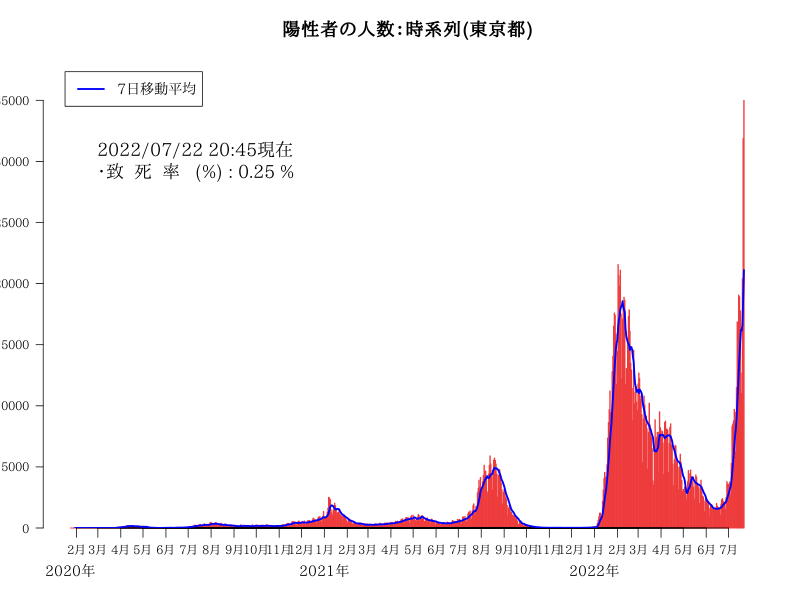 陽性者の人数:時系列(東京都)
7日移動平均
2022/07/22 20:45現在
・致 死 率 (%) : 0.25 %
5000
0000
5000
0000
5000
0000
5000
0
2月 3月 4月 5月 6月 7月 8月 9月 10月 11月 12月 1月 2月 3月 4月 5月 6月 7月 8月 9月 10月 11月 12月 1月 2月 3月 4月 5月 6月 7月
2020年 2021年 2022年